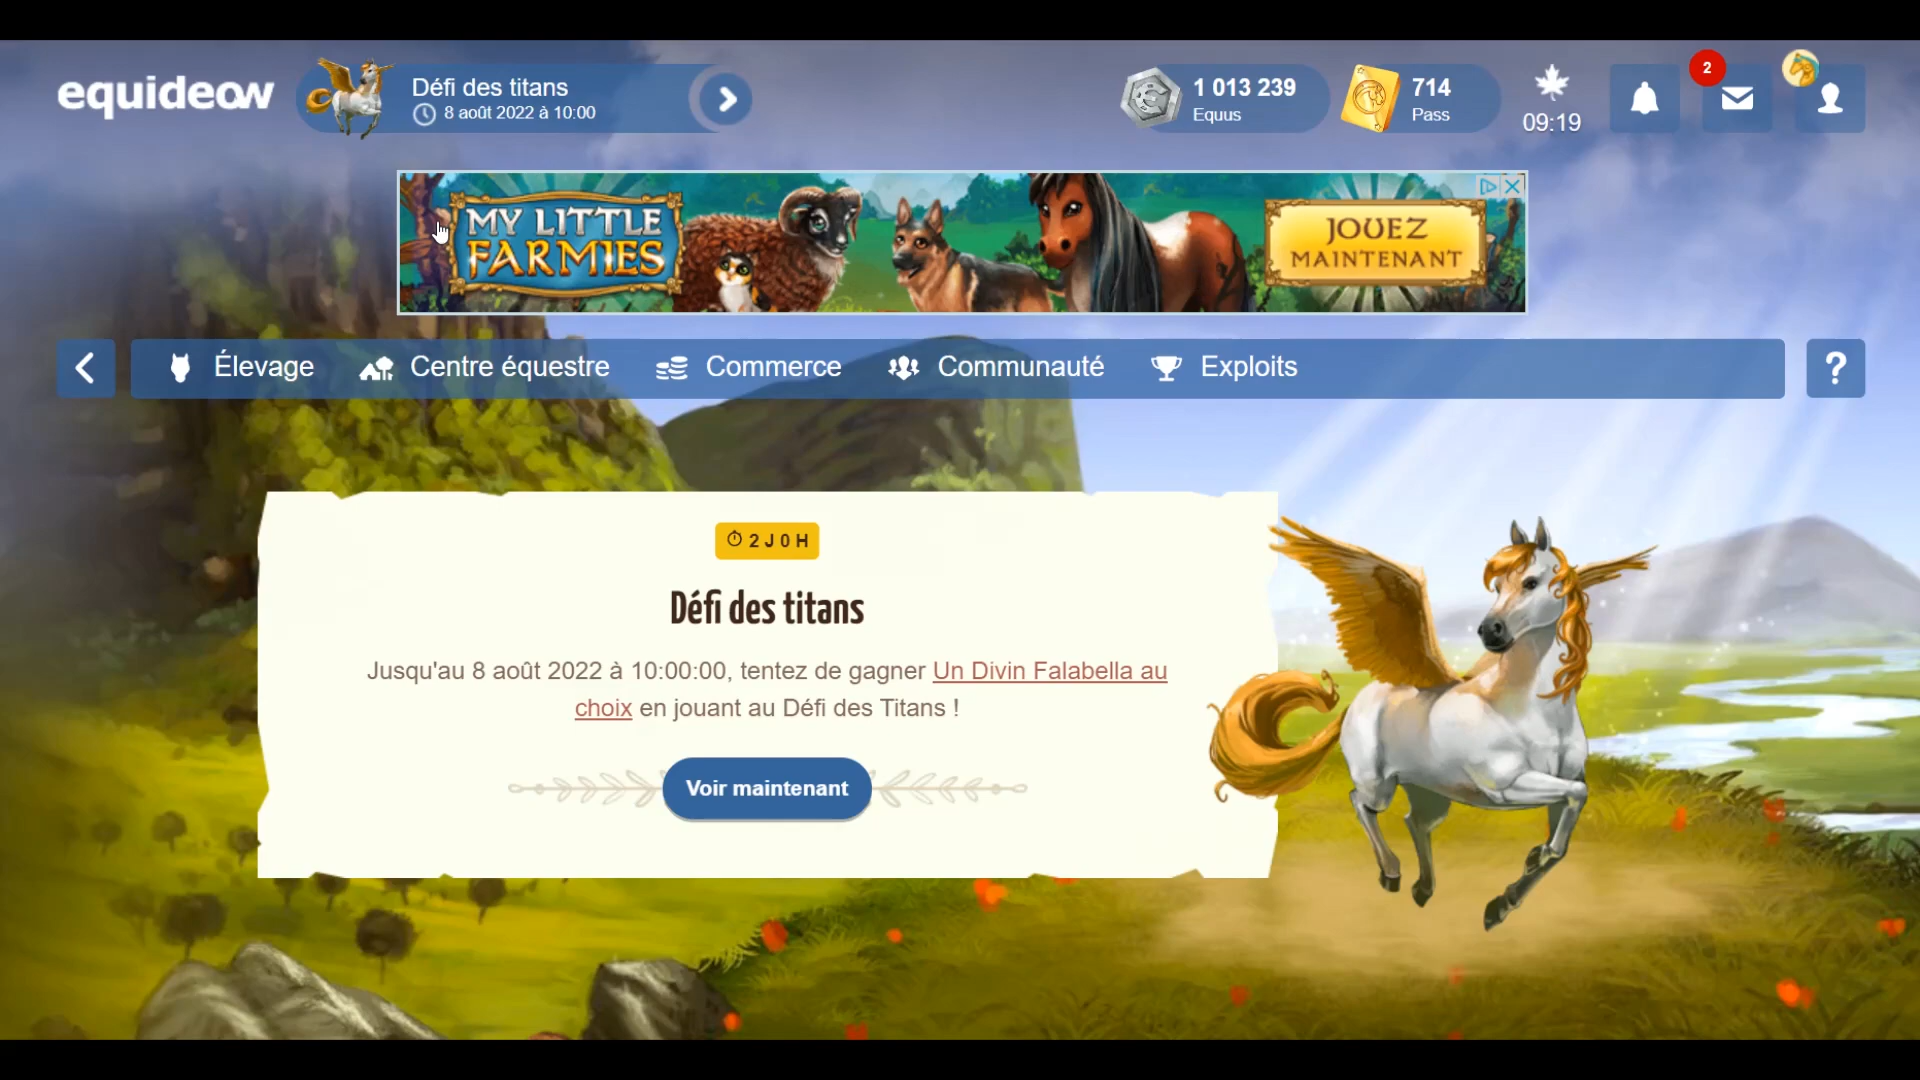 equideow
Défi des titans
8 août 2022 à 10:00
1 013 239
Equus
714
Pass
09:19
2
MY LITTLE
FARMIES
JOUEZ
MAINTENANT
Élevage
Centre équestre
Commerce
Communauté
Exploits
?
2 J 0 H
Défi des titans
Jusqu'au 8 août 2022 à 10:00:00, tentez de gagner Un Divin Falabella au
choix en jouant au Défi des Titans !
Voir maintenant